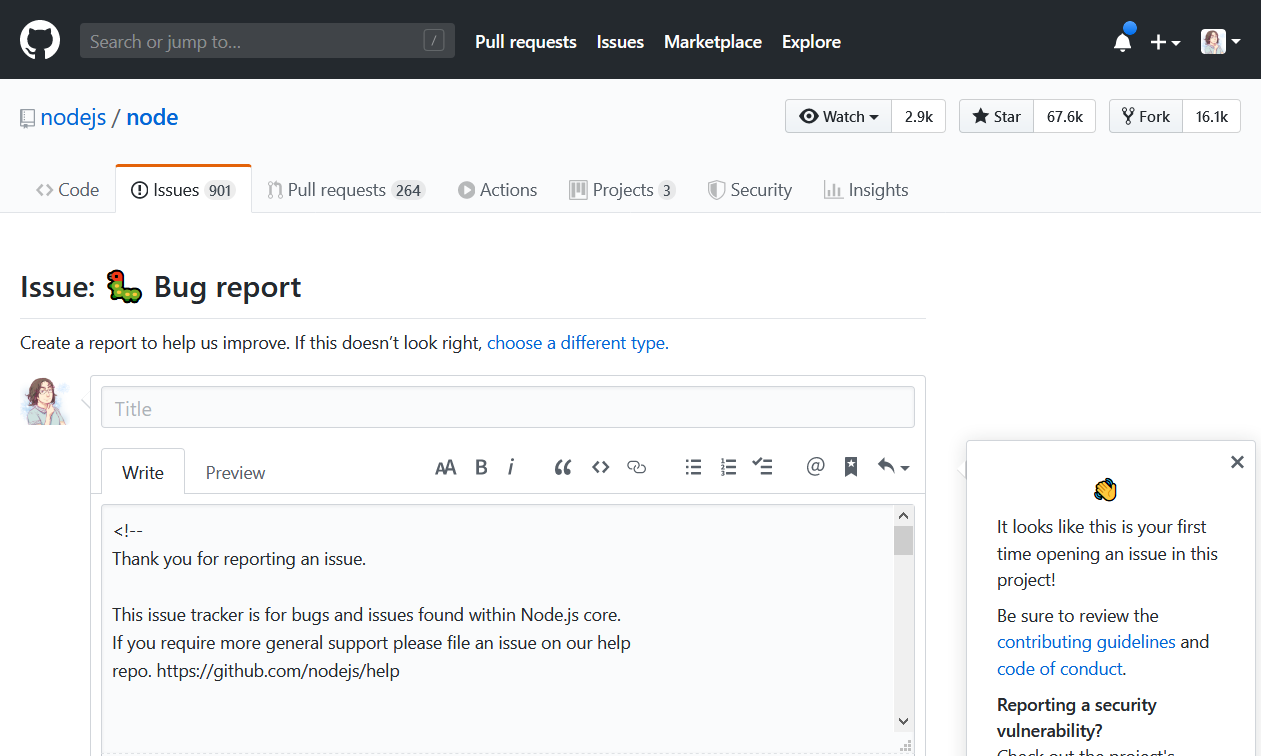 Search or jump to... /
Pull requests Issues Marketplace Explore
nodejs / node
Watch 2.9k Star 67.6k Fork 16.1k
Code Issues 901 Pull requests 264 Actions Projects 3 Security Insights
Issue: 🐛 Bug report
Create a report to help us improve. If this doesn’t look right, choose a different type.
Title
Write Preview
<!--
Thank you for reporting an issue.
This issue tracker is for bugs and issues found within Node.js core.
If you require more general support please file an issue on our help
repo. https://github.com/nodejs/help
👋
It looks like this is your first
time opening an issue in this
project!
Be sure to review the
contributing guidelines and
code of conduct.
Reporting a security
vulnerability?
Check out the project's